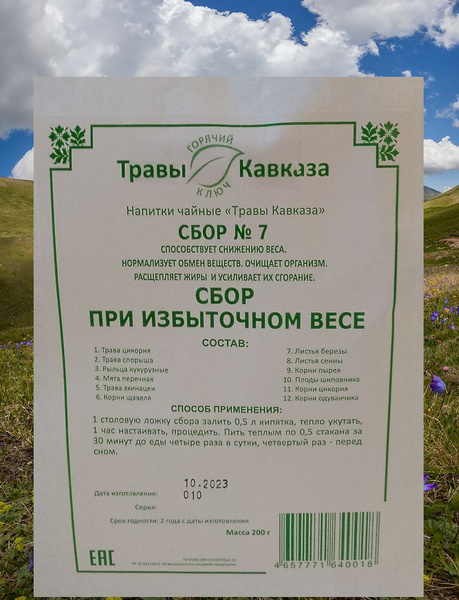 ГОРЯЧИЙ
Травы Кавказа
КЛЮЧ
Напитки чайные «Травы Кавказа»
СБОР № 7
СПОСОБСТВУЕТ СНИЖЕНИЮ ВЕСА.
НОРМАЛИЗУЕТ ОБМЕН ВЕЩЕСТВ. ОЧИЩАЕТ ОРГАНИЗМ.
РАСЩЕПЛЯЕТ ЖИРЫ И УСИЛИВАЕТ ИХ СГОРАНИЕ.
СБОР
ПРИ ИЗБЫТОЧНОМ ВЕСЕ
СОСТАВ:
1. Трава цикория
2. Трава спорыша
3. Рыльца кукурузные
4. Мята перечная
5. Трава эхинацеи
6. Корни щавеля
7. Листья березы
8. Листья сенны
9. Корни пырея
10. Плоды шиповника
11. Корни цикория
12. Корни одуванчика
СПОСОБ ПРИМЕНЕНИЯ:
1 столовую ложку сбора залить 0,5 л кипятка, тепло укутать,
1 час настаивать, процедить. Пить теплым по 0,5 стакана за
30 минут до еды четыре раза в сутки, четвертый раз - перед
сном.
10.2023
Дата изготовления: 010
Серия:
Срок годности: 2 года с даты изготовления
Масса 200 г
ЕАС
4657771640018